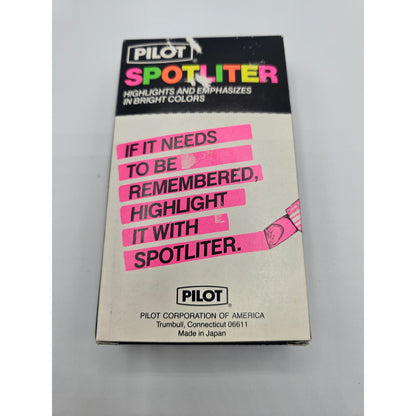 PILOT
SPOTLITER
HIGHLIGHTS AND EMPHASIZES
IN BRIGHT COLORS
IF IT NEEDS
TO BE
REMEMBERED,
HIGHLIGHT
IT WITH
SPOTLITER.
PILOT
PILOT CORPORATION OF AMERICA
Trumbull, Connecticut 06611
Made in Japan